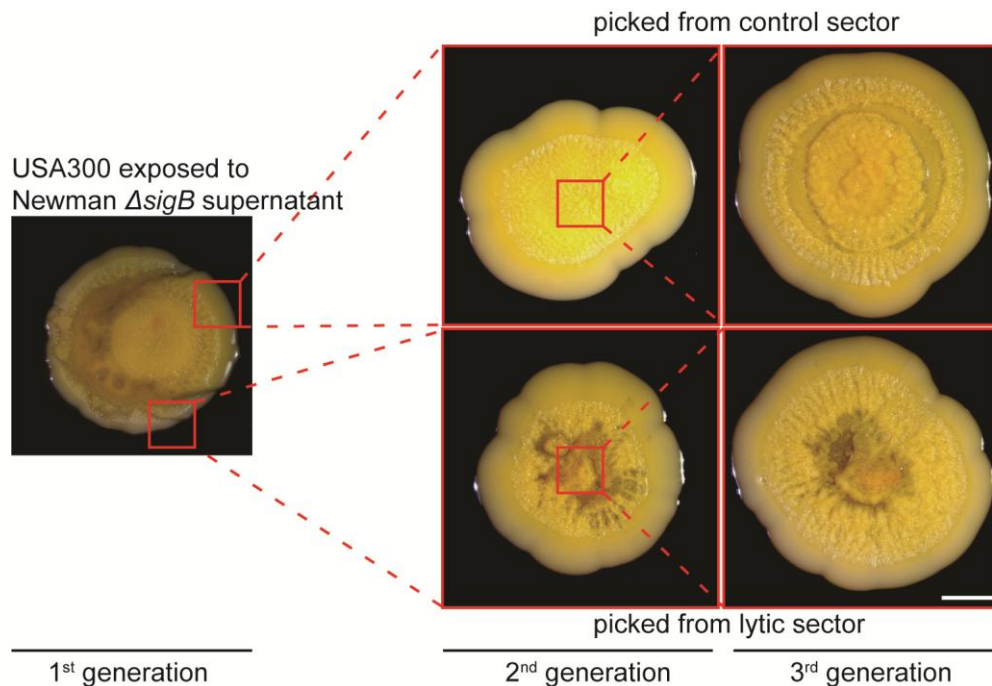 picked from control sector
USA300 exposed to
Newman ΔsigB supernatant
picked from lytic sector
1st generation
2nd generation
3rd generation